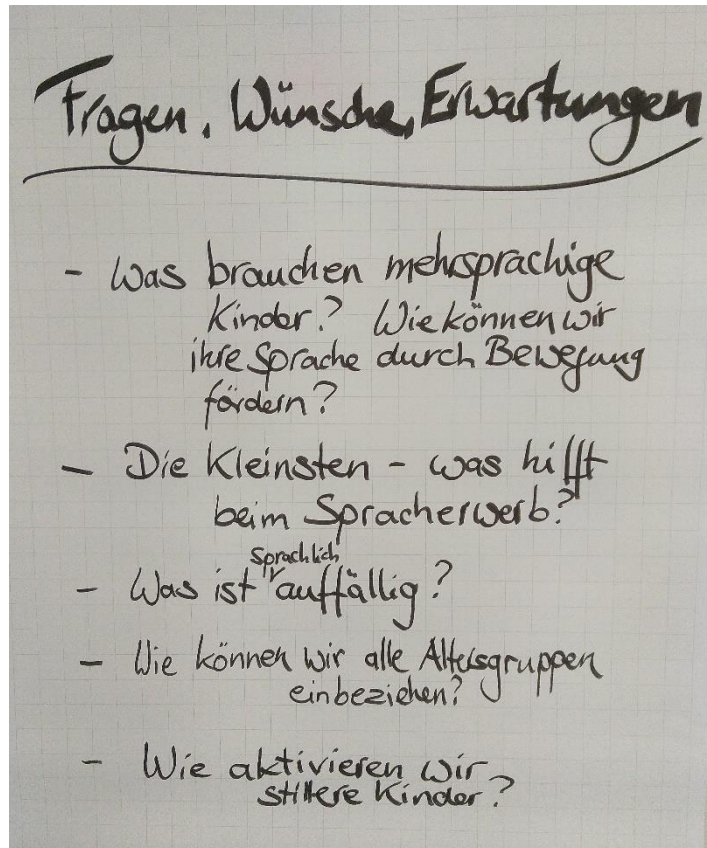 Fragen, Wünsche, Erwartungen
- Was brauchen mehrsprachige
Kinder? Wie können wir
ihre Sprache durch Bewegung
fördern?
- Die Kleinsten - was hilft
beim Spracherwerb?
- Was ist sprachlich auffällig?
- Wie können wir alle Altersgruppen
einbeziehen?
- Wie aktivieren wir
stillere Kinder?